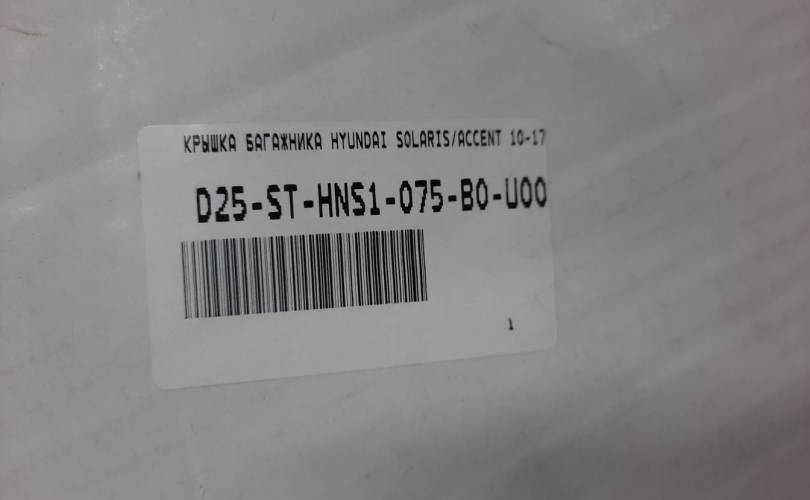 КРЫШКА БАГАЖНИКА HYUNDAI SOLARIS/ACCENT 10-17
D25-ST-HNS1-075-B0-U00
1